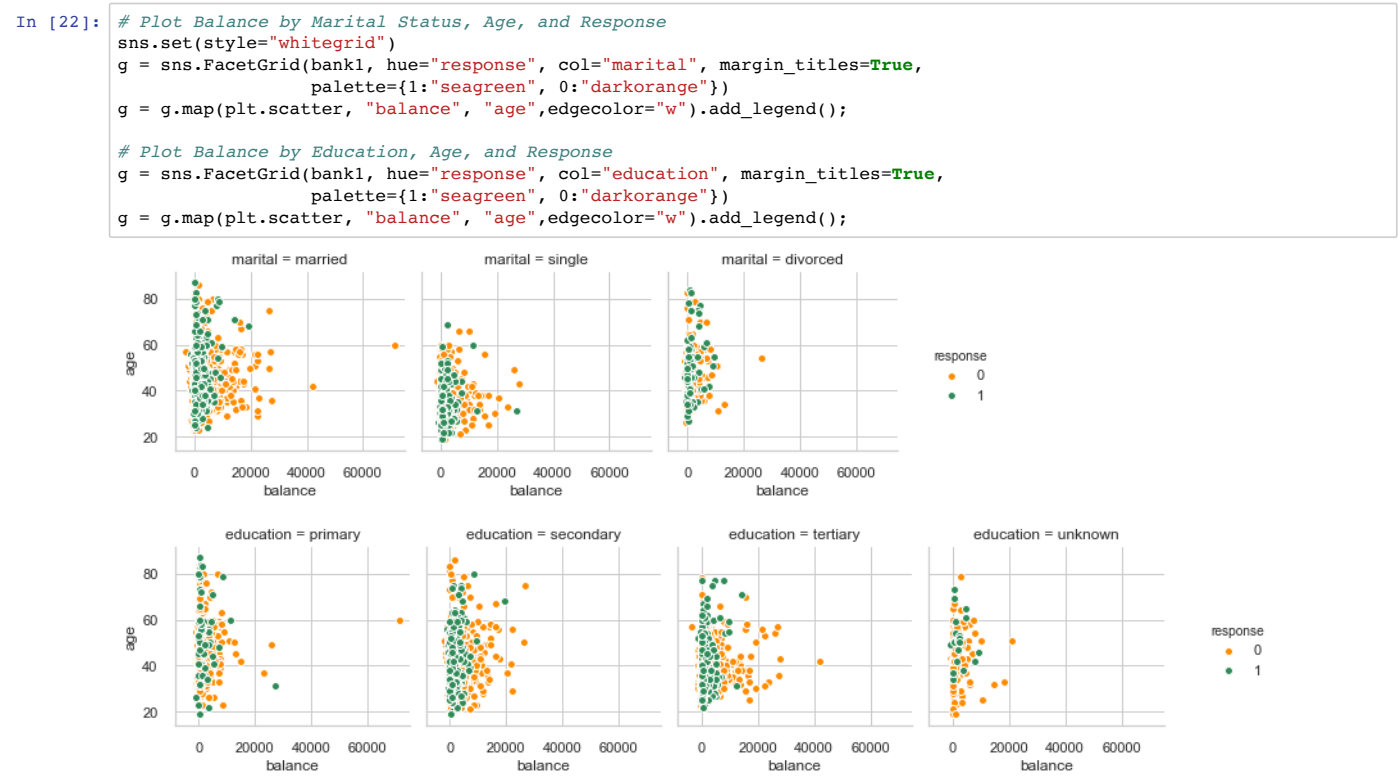 In [22]: # Plot Balance by Marital Status, Age, and Response
sns.set(style="whitegrid")
g = sns.FacetGrid(bank1, hue="response", col="marital", margin_titles=True,
                  palette={1:"seagreen", 0:"darkorange"})
g = g.map(plt.scatter, "balance", "age",edgecolor="w").add_legend();

# Plot Balance by Education, Age, and Response
g = sns.FacetGrid(bank1, hue="response", col="education", margin_titles=True,
                  palette={1:"seagreen", 0:"darkorange"})
g = g.map(plt.scatter, "balance", "age",edgecolor="w").add_legend();
marital = married marital = single marital = divorced
80
60
40
20
age
response
0
1
0 20000 40000 60000 0 20000 40000 60000 0 20000 40000 60000
balance balance balance
education = primary education = secondary education = tertiary education = unknown
80
60
40
20
age
response
0
1
0 20000 40000 60000 0 20000 40000 60000 0 20000 40000 60000 0 20000 40000 60000
balance balance balance balance